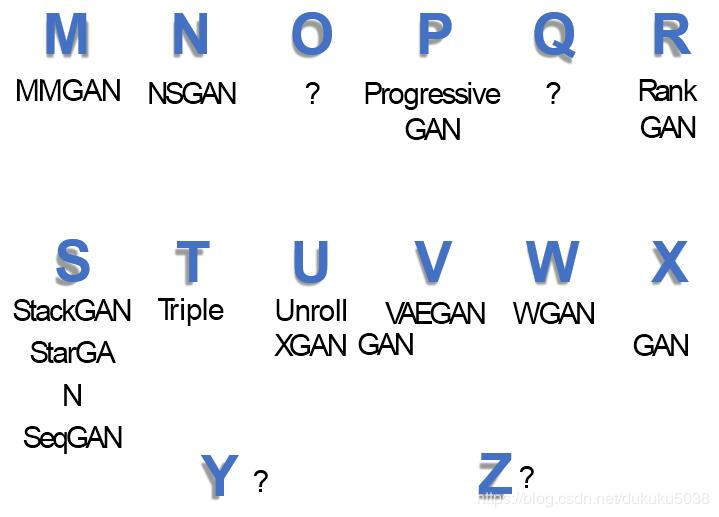 M N O P Q R
MMGAN NSGAN ? Progressive ? Rank
GAN GAN
S T U V W X
StackGAN Triple Unroll VAEGAN WGAN
StarGA XGAN GAN GAN
N
SeqGAN
Y ? Z ?
https://blog.csdn.net/dukuku5038